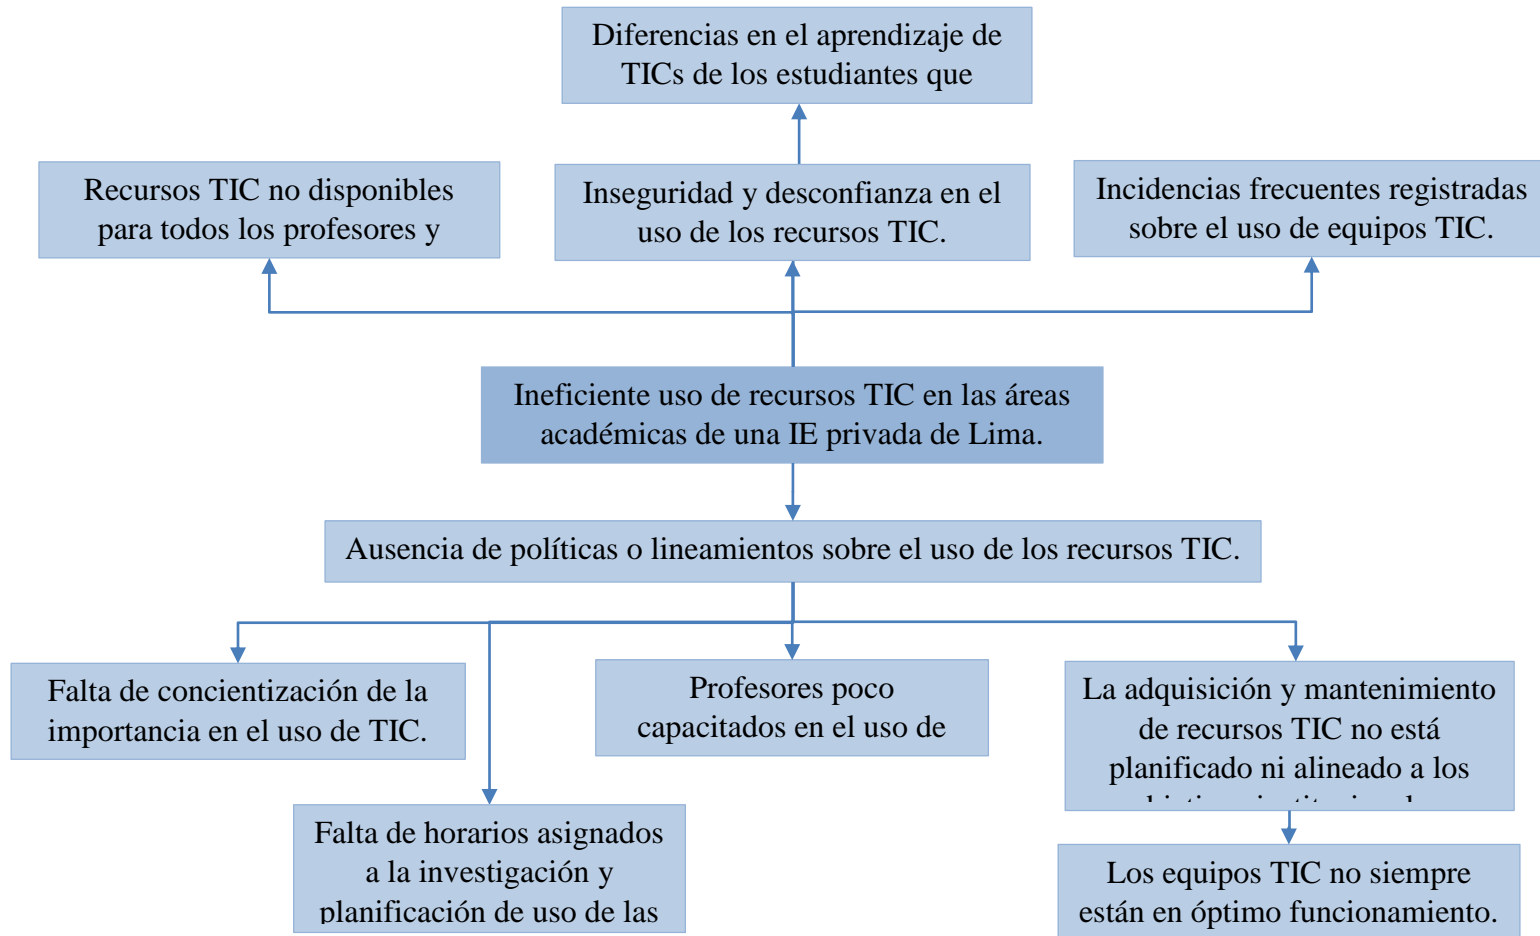 Diferencias en el aprendizaje de
TICs de los estudiantes que
Recursos TIC no disponibles
para todos los profesores y
Inseguridad y desconfianza en el
uso de los recursos TIC.
Incidencias frecuentes registradas
sobre el uso de equipos TIC.
Ineficiente uso de recursos TIC en las áreas
académicas de una IE privada de Lima.
Ausencia de políticas o lineamientos sobre el uso de los recursos TIC.
Falta de concientización de la
importancia en el uso de TIC.
Profesores poco
capacitados en el uso de
La adquisición y mantenimiento
de recursos TIC no está
planificado ni alineado a los
Falta de horarios asignados
a la investigación y
planificación de uso de las
Los equipos TIC no siempre
están en óptimo funcionamiento.